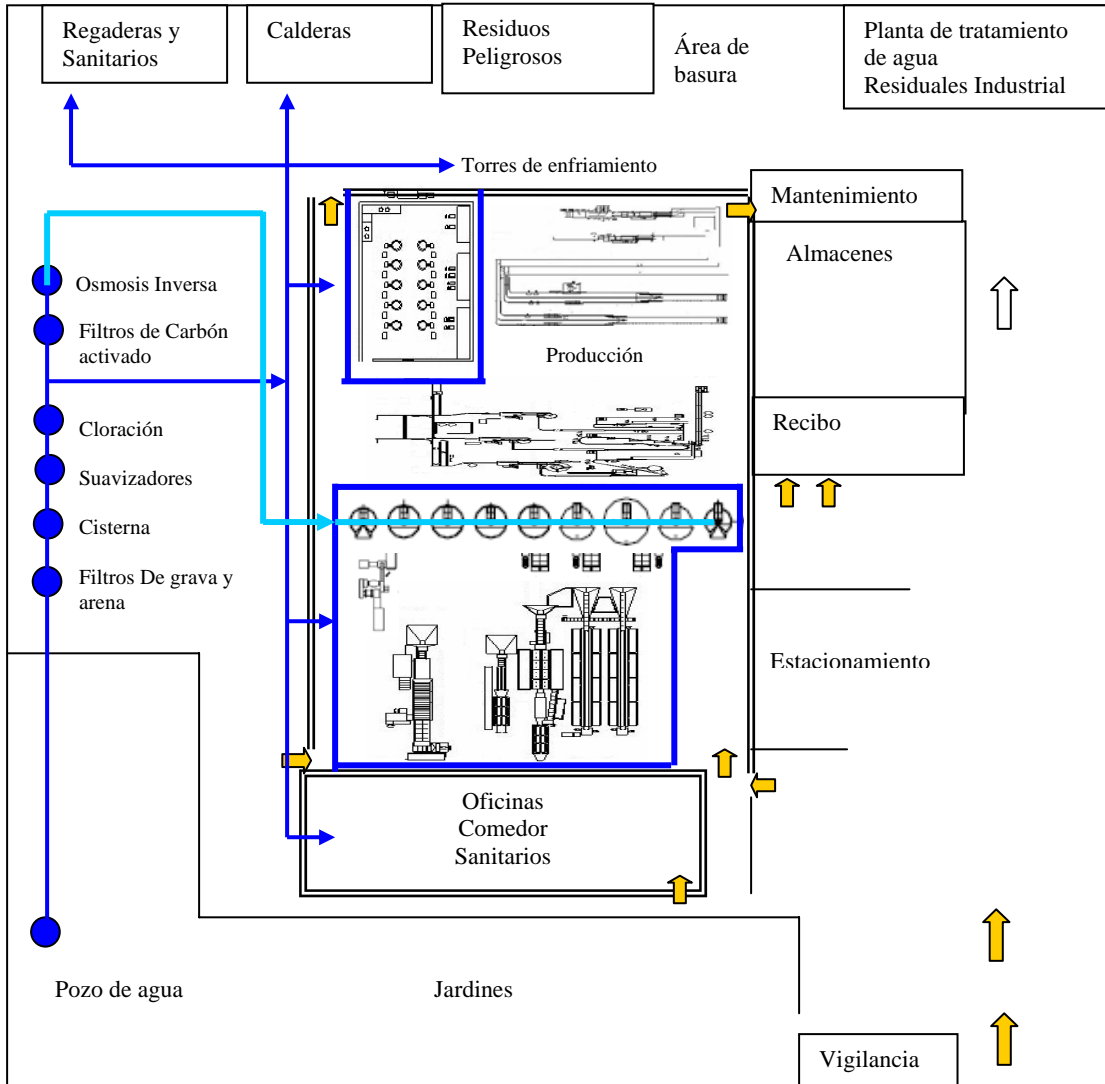 Regaderas y
Sanitarios
Calderas
Residuos
Peligrosos
Área de
basura
Planta de tratamiento
de agua
Residuales Industrial
Torres de enfriamiento
Mantenimiento
Almacenes
Osmosis Inversa
Filtros de Carbón
activado
Producción
Cloración
Recibo
Suavizadores
Cisterna
Filtros De grava y
arena
Estacionamiento
Oficinas
Comedor
Sanitarios
Pozo de agua
Jardines
Vigilancia